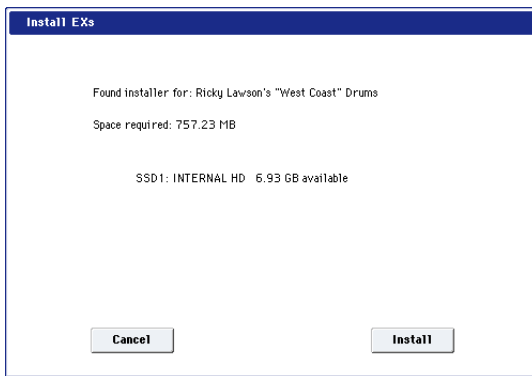 Install EXs
Found installer for: Ricky Lawson's "West Coast" Drums
Space required: 757.23 MB
SSD1: INTERNAL HD 6.93 GB available
Cancel Install